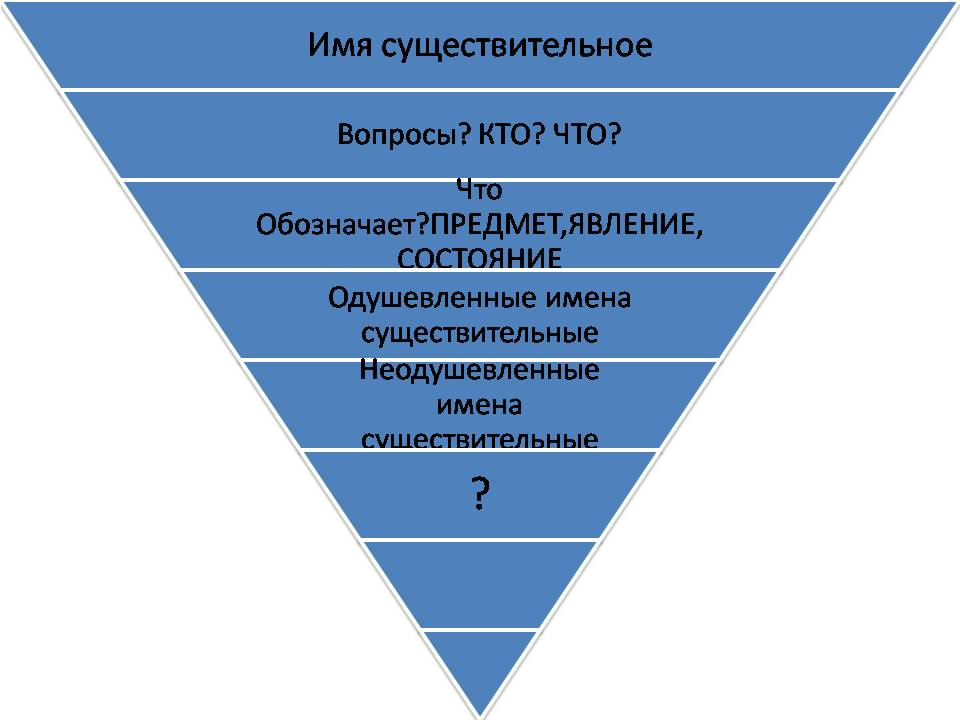 Имя существительное
Вопросы? КТО? ЧТО?
Что
Обозначает?ПРЕДМЕТ,ЯВЛЕНИЕ,
СОСТОЯНИЕ
Одушевленные имена
существительные
Неодушевленные
имена
существительные
?